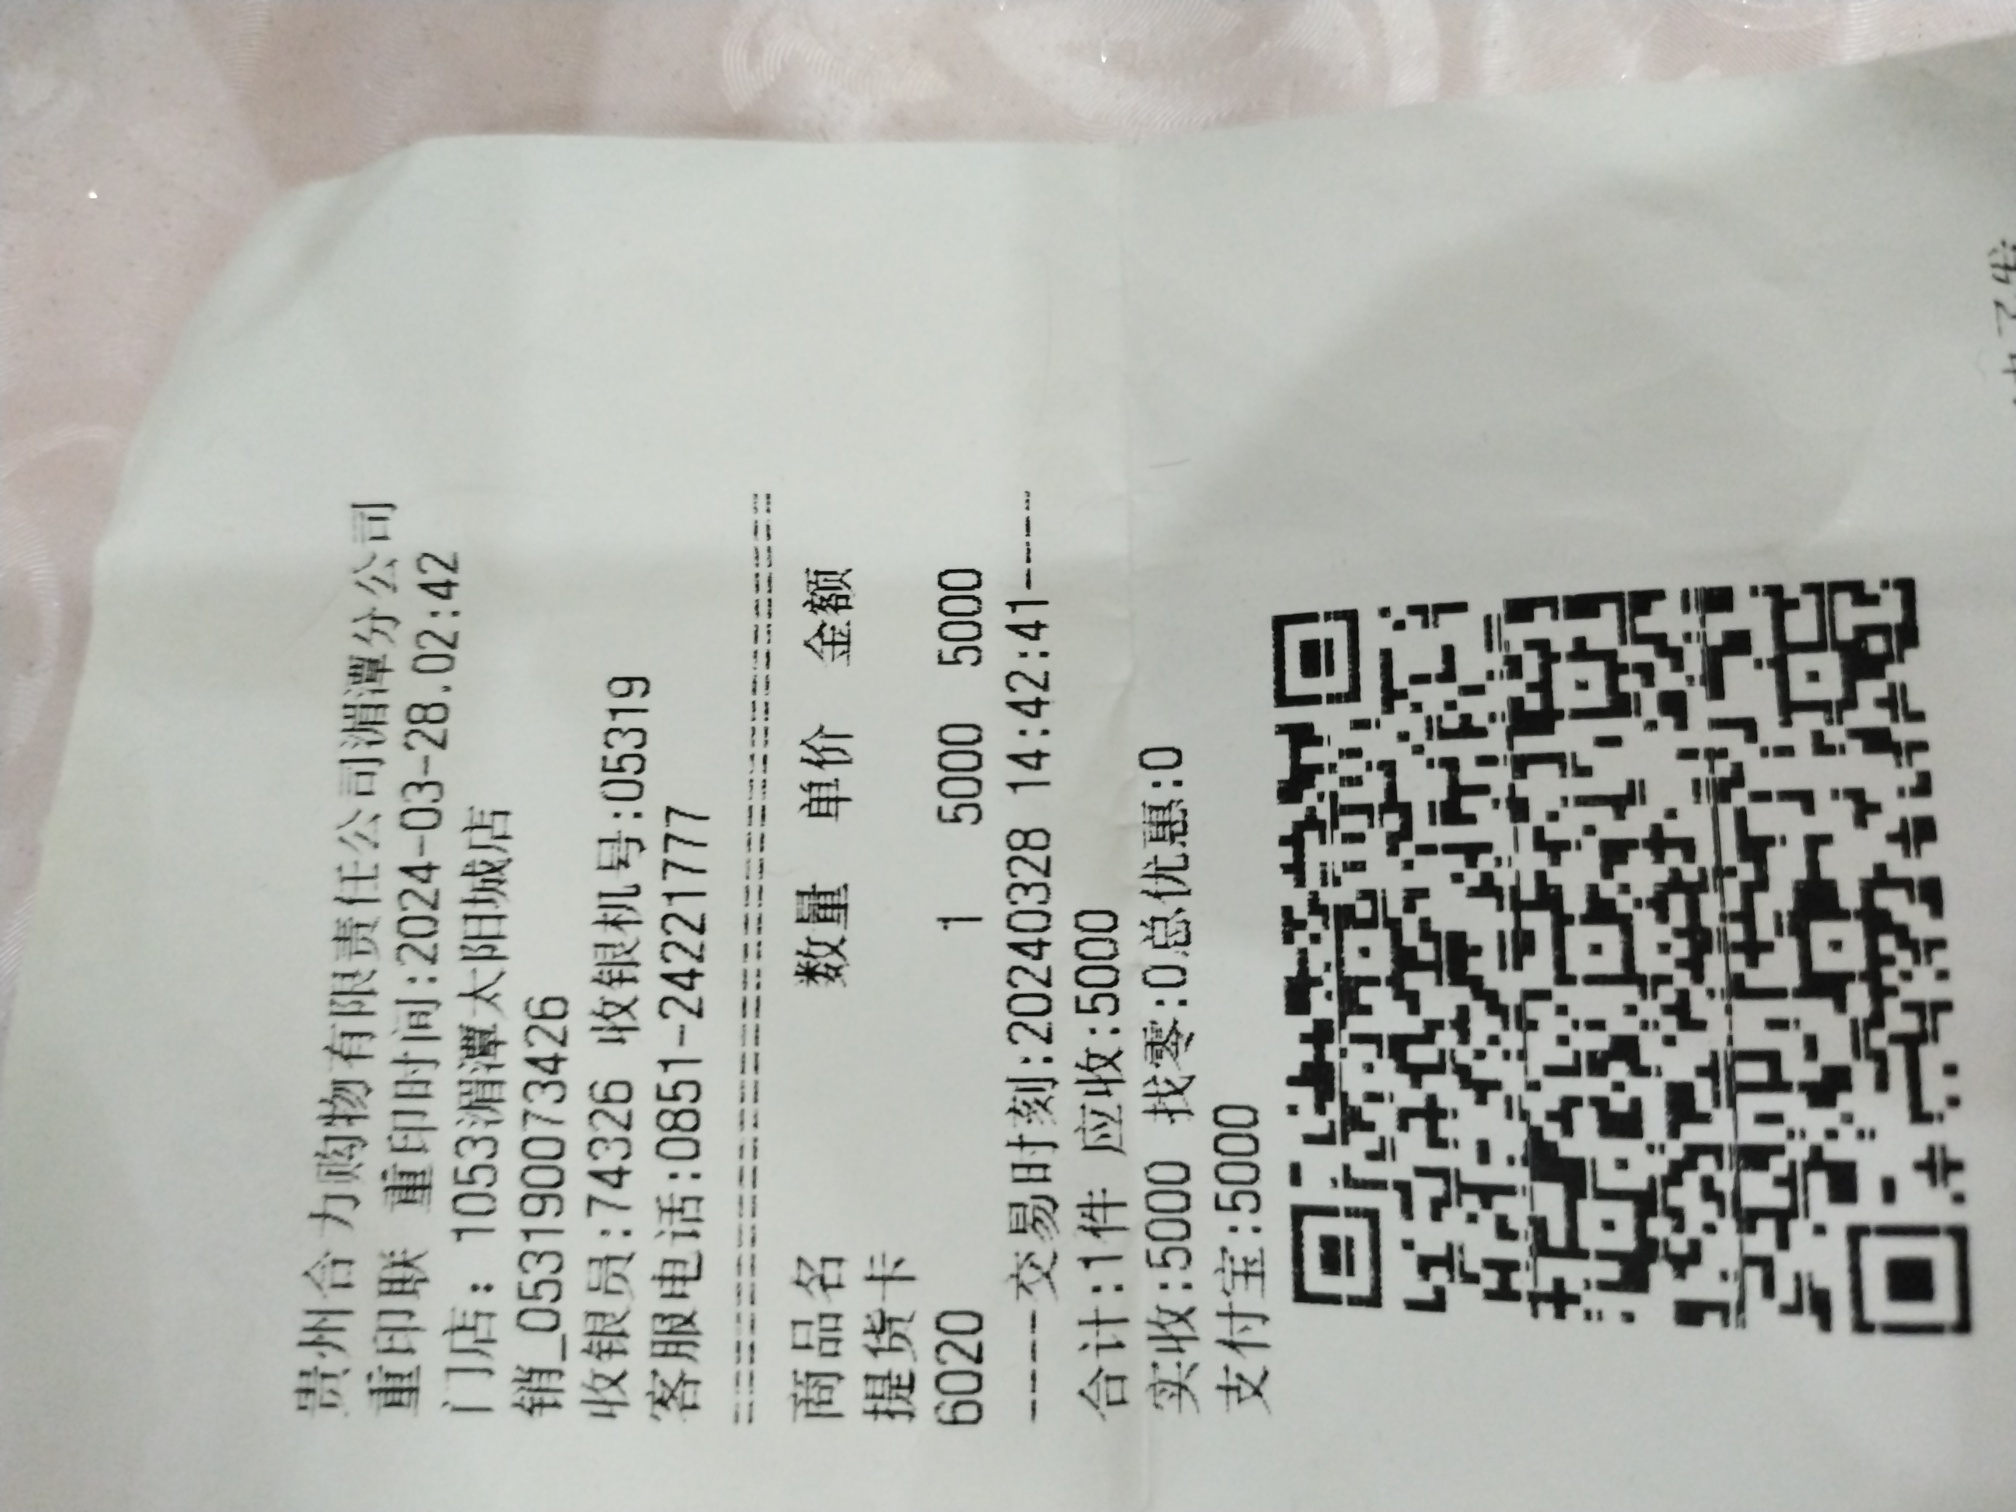 贵州合力购物有限责任公司湄潭分公司
重印联 重印时间:2024-03-28.02:42
门店: 1053湄潭太阳城店
销_053190073426
收银员:74326 收银机号:05319
客服电话:0851-24221777
商品名 数量 单价 金额
提货卡
6020 1 5000 5000
----交易时刻:20240328 14:42:41----
合计:1件 应收:5000
实收:5000 找零:0总优惠:0
支付宝:5000